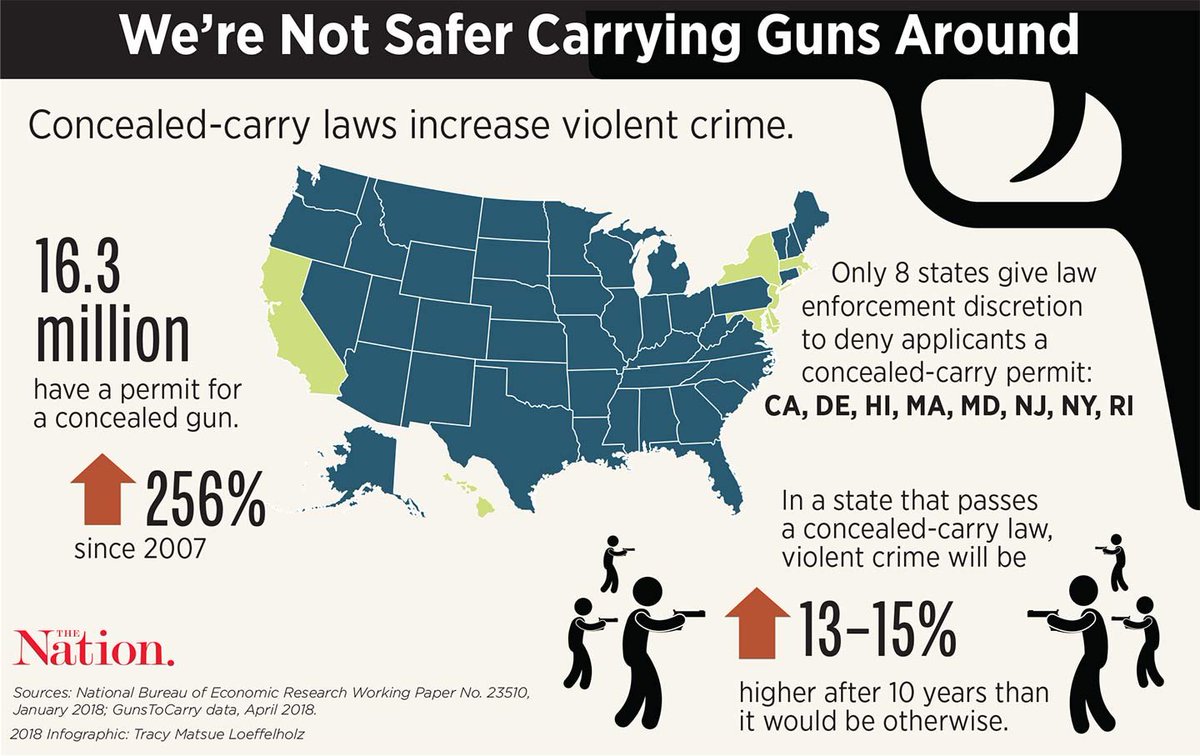 We're Not Safer Carrying Guns Around
Concealed-carry laws increase violent crime.
16.3
million
have a permit for
a concealed gun.
256%
since 2007
Only 8 states give law
enforcement discretion
to deny applicants a
concealed-carry permit:
CA, DE, HI, MA, MD, NJ, NY, RI
In a state that passes
a concealed-carry law,
violent crime will be
13–15%
higher after 10 years than
it would be otherwise.
THE
Nation.
Sources: National Bureau of Economic Research Working Paper No. 23510,
January 2018; GunsToCarry data, April 2018.
2018 Infographic: Tracy Matsue Loeffelholz